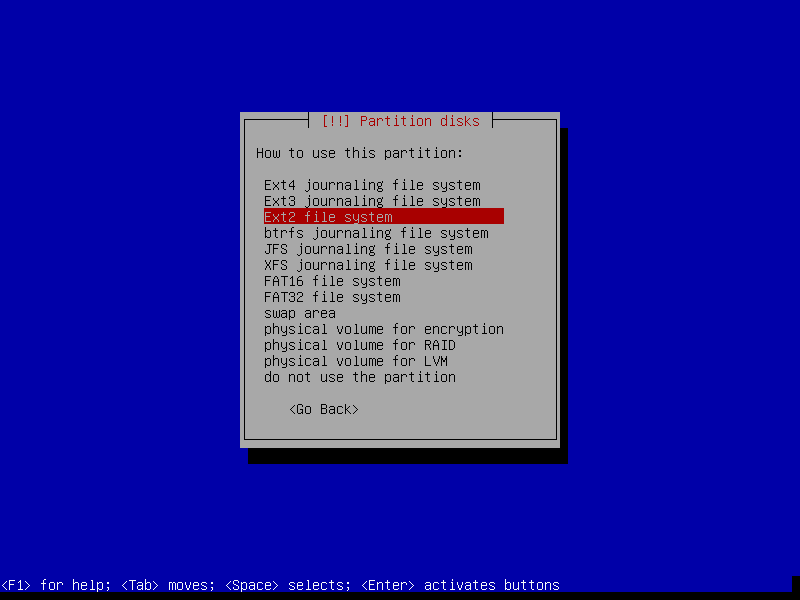 [!!] Partition disks
How to use this partition:
Ext4 journaling file system
Ext3 journaling file system
Ext2 file system
btrfs journaling file system
JFS journaling file system
XFS journaling file system
FAT16 file system
FAT32 file system
swap area
physical volume for encryption
physical volume for RAID
physical volume for LVM
do not use the partition
<Go Back>
<F1> for help; <Tab> moves; <Space> selects; <Enter> activates buttons